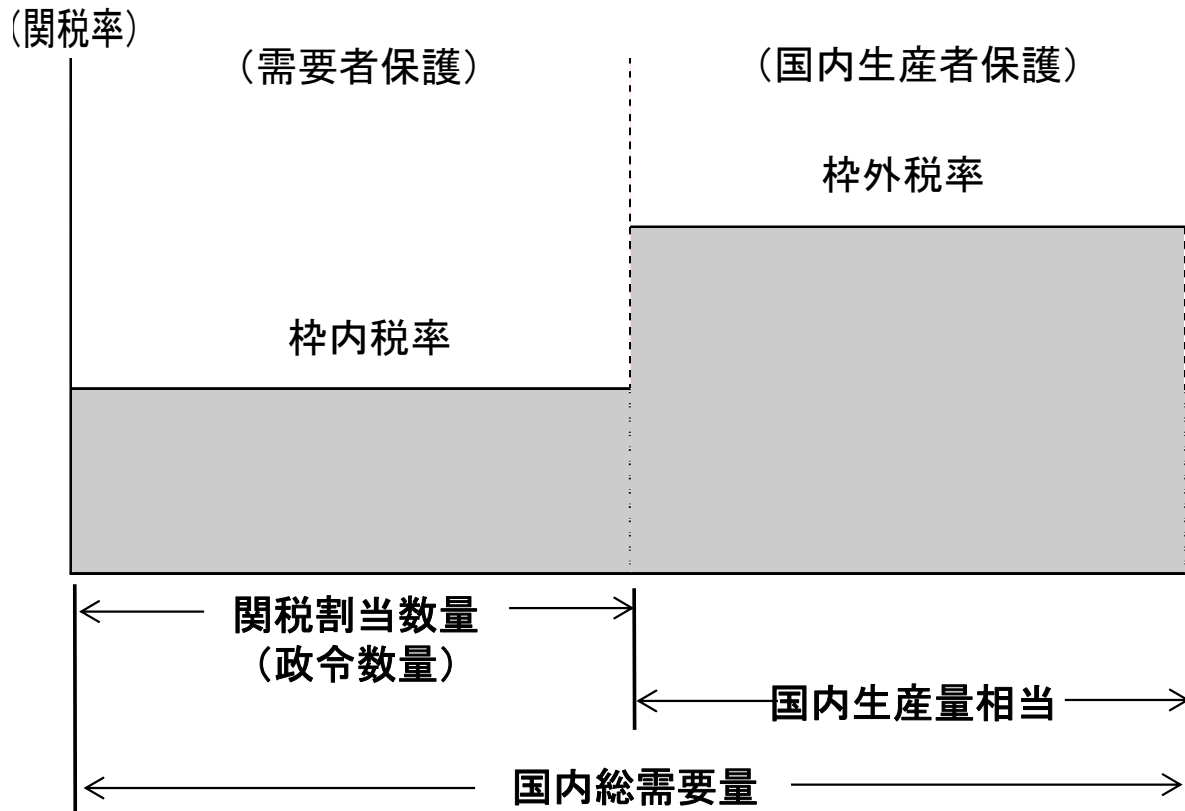 (関税率)
(需要者保護)
(国内生産者保護)
枠外税率
枠内税率
関税割当数量
(政令数量)
国内生産量相当
国内総需要量